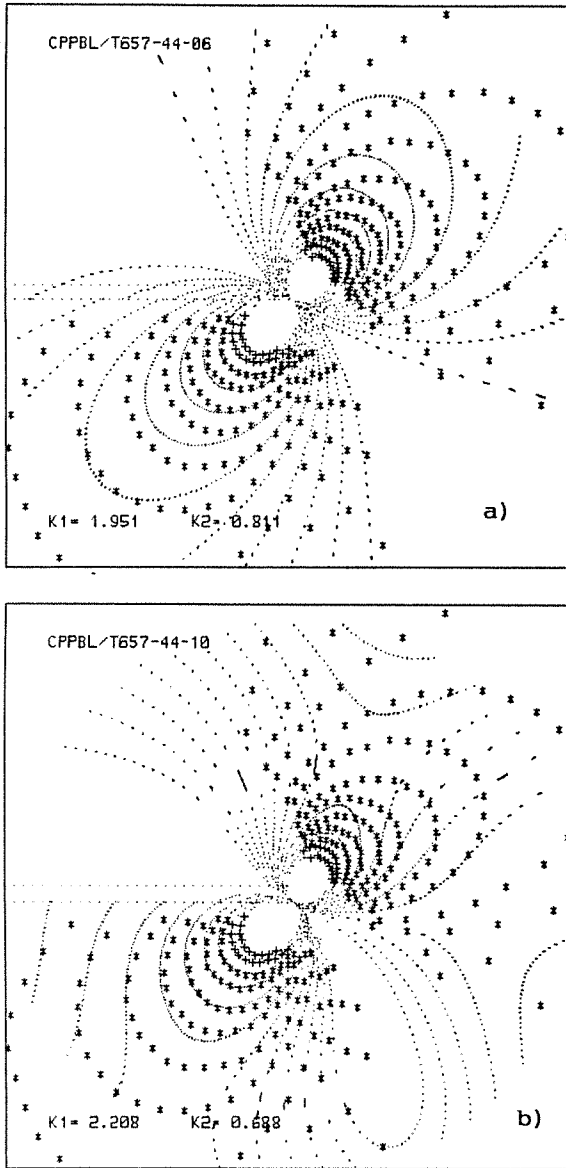 CPPBL/T657-44-06
K1= 1.951 K2= 0.811
a)
CPPBL/T657-44-10
K1= 2.208 K2= 0.688
b)